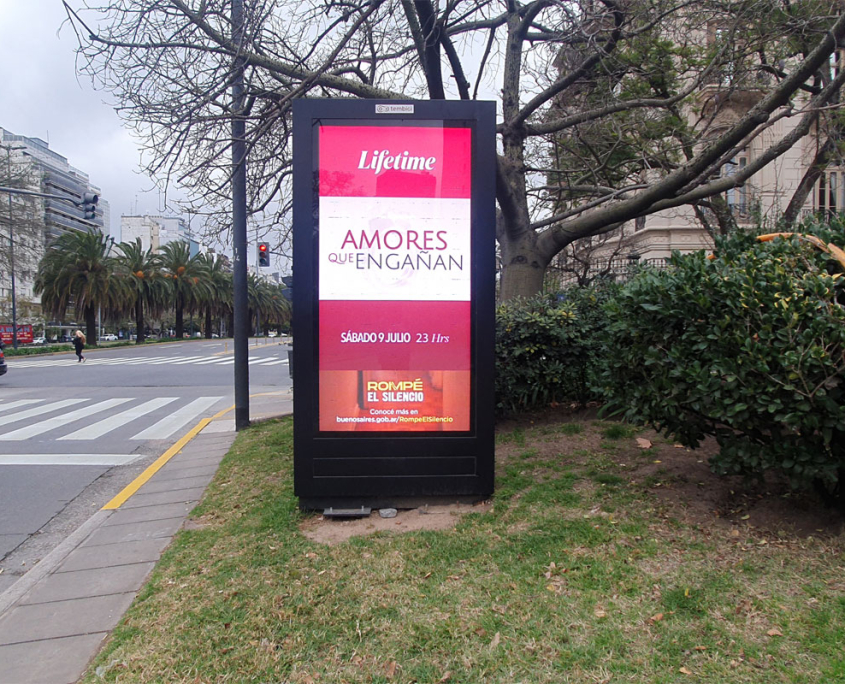 tembici
Lifetime
AMORES
QUE ENGAÑAN
SÁBADO 9 JULIO 23 Hrs
ROMPÉ
EL SILENCIO
Conocé más en
buenosaires.gob.ar/RompeElSilencio